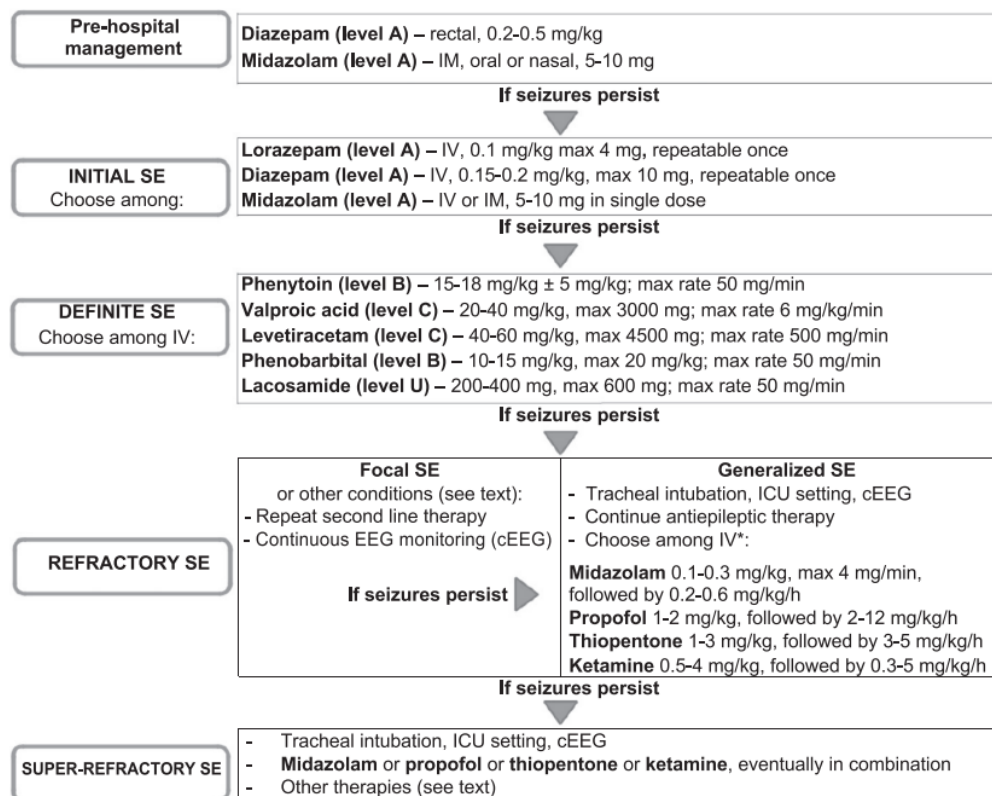 Pre-hospital
management
Diazepam (level A) – rectal, 0.2-0.5 mg/kg
Midazolam (level A) – IM, oral or nasal, 5-10 mg
If seizures persist
INITIAL SE
Choose among:
Lorazepam (level A) – IV, 0.1 mg/kg max 4 mg, repeatable once
Diazepam (level A) – IV, 0.15-0.2 mg/kg, max 10 mg, repeatable once
Midazolam (level A) – IV or IM, 5-10 mg in single dose
If seizures persist
DEFINITE SE
Choose among IV:
Phenytoin (level B) – 15-18 mg/kg ± 5 mg/kg; max rate 50 mg/min
Valproic acid (level C) – 20-40 mg/kg, max 3000 mg; max rate 6 mg/kg/min
Levetiracetam (level C) – 40-60 mg/kg, max 4500 mg; max rate 500 mg/min
Phenobarbital (level B) – 10-15 mg/kg, max 20 mg/kg; max rate 50 mg/min
Lacosamide (level U) – 200-400 mg, max 600 mg; max rate 50 mg/min
If seizures persist
REFRACTORY SE
Focal SE
or other conditions (see text):
- Repeat second line therapy
- Continuous EEG monitoring (cEEG)
If seizures persist
Generalized SE
- Tracheal intubation, ICU setting, cEEG
- Continue antiepileptic therapy
- Choose among IV*:
Midazolam 0.1-0.3 mg/kg, max 4 mg/min,
followed by 0.2-0.6 mg/kg/h
Propofol 1-2 mg/kg, followed by 2-12 mg/kg/h
Thiopentone 1-3 mg/kg, followed by 3-5 mg/kg/h
Ketamine 0.5-4 mg/kg, followed by 0.3-5 mg/kg/h
If seizures persist
SUPER-REFRACTORY SE
- Tracheal intubation, ICU setting, cEEG
- Midazolam or propofol or thiopentone or ketamine, eventually in combination
- Other therapies (see text)